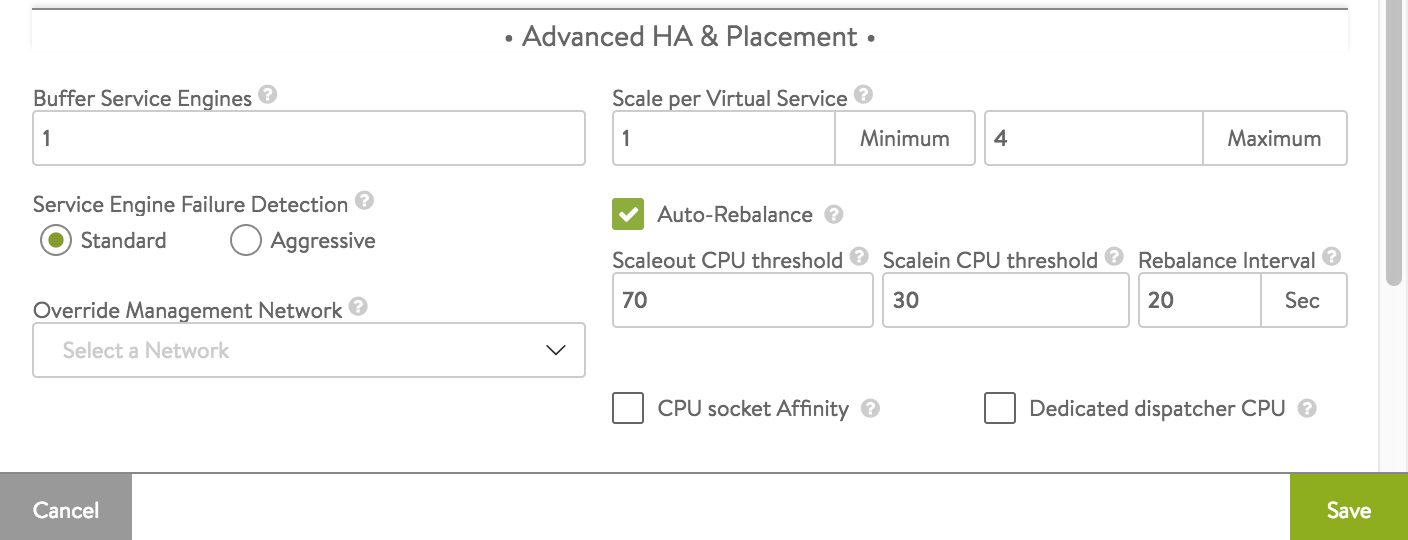 • Advanced HA & Placement •
Buffer Service Engines ?
1
Scale per Virtual Service ?
1 Minimum 4 Maximum
Service Engine Failure Detection ?
Standard Aggressive
Auto-Rebalance ?
Scaleout CPU threshold ? Scalein CPU threshold ? Rebalance Interval ?
70 30 20 Sec
Override Management Network ?
Select a Network
CPU socket Affinity ? Dedicated dispatcher CPU ?
Cancel Save